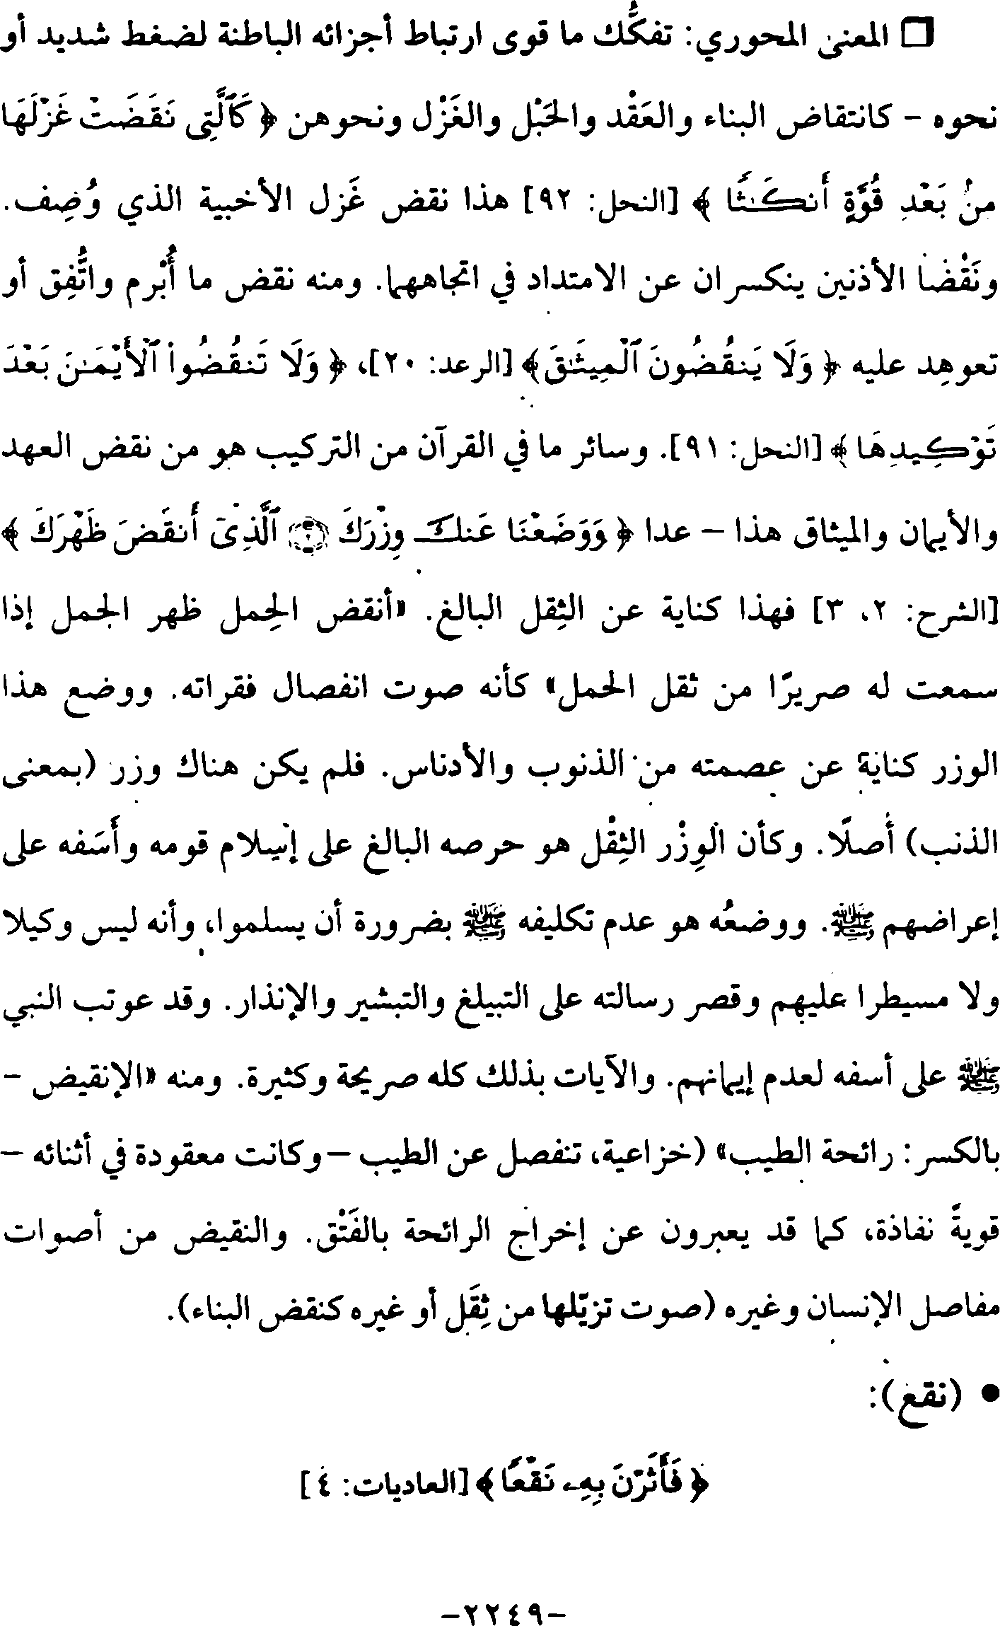 ❒ المعنى المحوري: تفكُّك ما قوى ارتباط أجزائه الباطنة لضغط شديد أو
نحوه - كانتقاض البناء والعَقْد والحَبْل والغَزْل ونحوهن ﴿ كَٱلَّتِى نَقَضَتْ غَزْلَهَا
مِنۢ بَعْدِ قُوَّةٍ أَنكَـٰثًا ﴾ [النحل: ٩٢] هذا نقض غَزل الأخبية الذي وُصِف.
ونَقْضا الأذنين ينكسران عن الامتداد في اتجاههما. ومنه نقض ما أُبْرم واتُّفِق أو
تعوهِد عليه ﴿ وَلَا يَنقُضُونَ ٱلْمِيثَـٰقَ﴾ [الرعد: ٢٠]، ﴿ وَلَا تَنقُضُوا۟ ٱلْأَيْمَـٰنَ بَعْدَ
تَوْكِيدِهَا ﴾ [النحل: ٩١]. وسائر ما في القرآن من التركيب هو من نقض العهد
والأيمان والميثاق هذا - عدا ﴿ وَوَضَعْنَا عَنكَ وِزْرَكَ ۝٢ ٱلَّذِىٓ أَنقَضَ ظَهْرَكَ ﴾
[الشرح: ٢، ٣] فهذا كناية عن الثِقل البالغ. «أنقض الحِمل ظهر الجمل إذا
سمعت له صريرًا من ثقل الحمل» كأنه صوت انفصال فقراته. ووضع هذا
الوزر كناية عن عصمته من الذنوب والأدناس. فلم يكن هناك وزر (بمعنى
الذنب) أصلًا. وكأن الوِزْر الثِقْل هو حرصه البالغ على إسلام قومه وأَسَفه على
إعراضهم ﷺ. ووضعُه هو عدم تكليفه ﷺ بضرورة أن يسلموا، وأنه ليس وكيلا
ولا مسيطرا عليهم وقصر رسالته على التبيلغ والتبشير والإنذار. وقد عوتب النبي
ﷺ على أسفه لعدم إيمانهم. والآيات بذلك كله صريحة وكثيرة. ومنه «الإنقيض -
بالكسر: رائحة الطيب» (خزاعية، تنفصل عن الطيب - وكانت معقودة في أثنائه -
قويةً نفاذة، كما قد يعبرون عن إخراج الرائحة بالفَتْق. والنقيض من أصوات
مفاصل الإنسان وغيره (صوت تزيّلها من ثِقَل أو غيره كنقض البناء).
• (نقع):
﴿ فَأَثَرْنَ بِهِۦ نَقْعًا ﴾ [العاديات: ٤]
-٢٢٤٩-